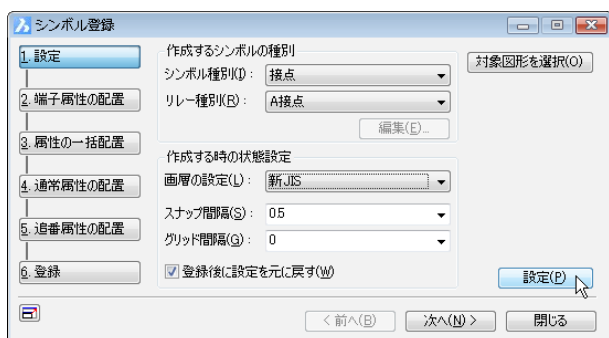 シンボル登録
1. 設定
2. 端子属性の配置
3. 属性の一括配置
4. 通常属性の配置
5. 追番属性の配置
6. 登録
作成するシンボルの種別
シンボル種別(I)： 接点
リレー種別(R)： A接点
編集(E)...
対象図形を選択(O)
作成する時の状態設定
画層の設定(L)： 新JIS
スナップ間隔(S)： 0.5
グリッド間隔(G)： 0
登録後に設定を元に戻す(W)
設定(P)
< 前へ(B)
次へ(N) >
閉じる